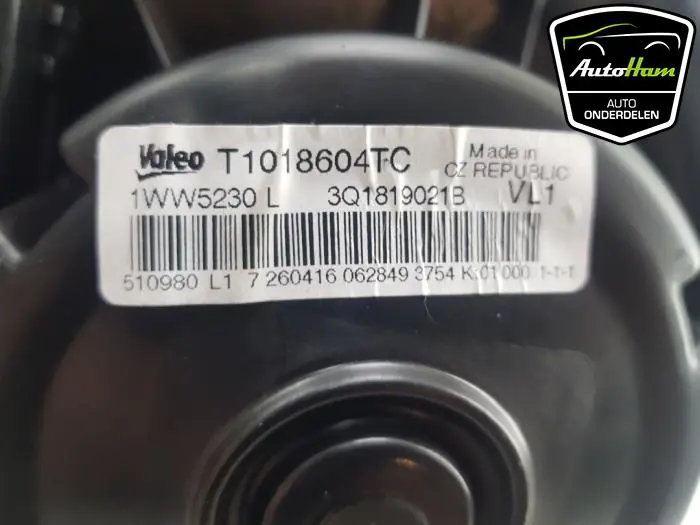 AutoHam
AUTO
ONDERDELEN
Valeo T1018604TC Made in
CZ REPUBLIC
1WW5230 L 3Q1819021B VL1
510980 L1 7 260416 062849 3754 K 01 000 1-1-1